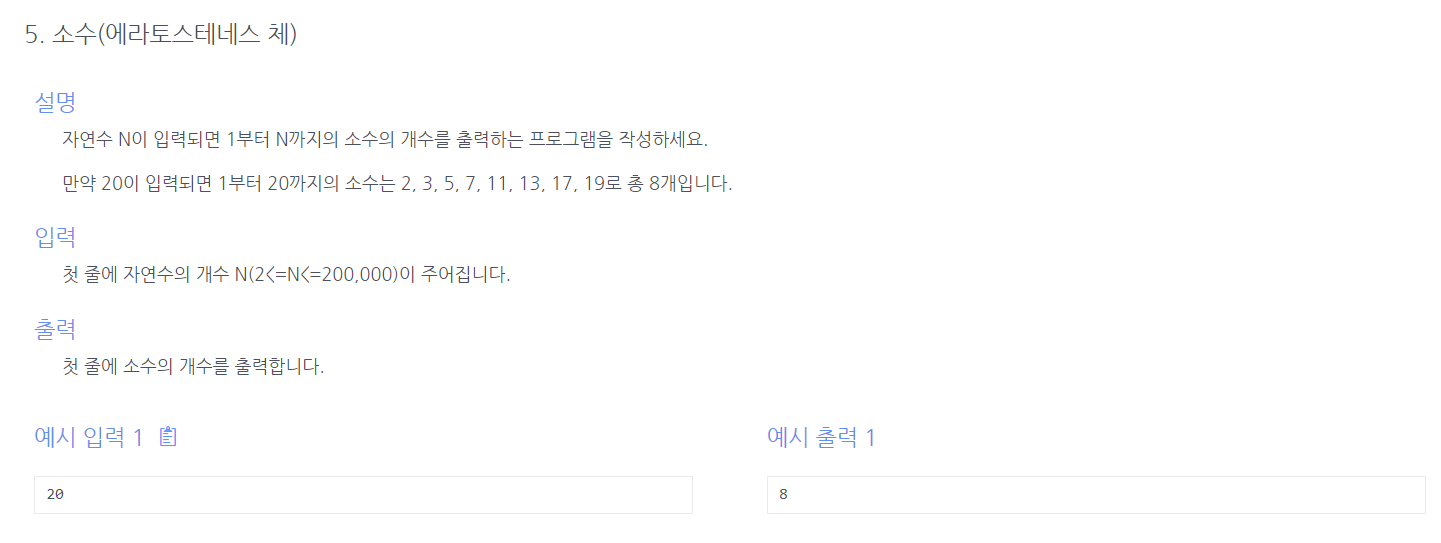 5. 소수(에라토스테네스 체)
설명
자연수 N이 입력되면 1부터 N까지의 소수의 개수를 출력하는 프로그램을 작성하세요.
만약 20이 입력되면 1부터 20까지의 소수는 2, 3, 5, 7, 11, 13, 17, 19로 총 8개입니다.
입력
첫 줄에 자연수의 개수 N(2<=N<=200,000)이 주어집니다.
출력
첫 줄에 소수의 개수를 출력합니다.
예시 입력 1
20
예시 출력 1
8